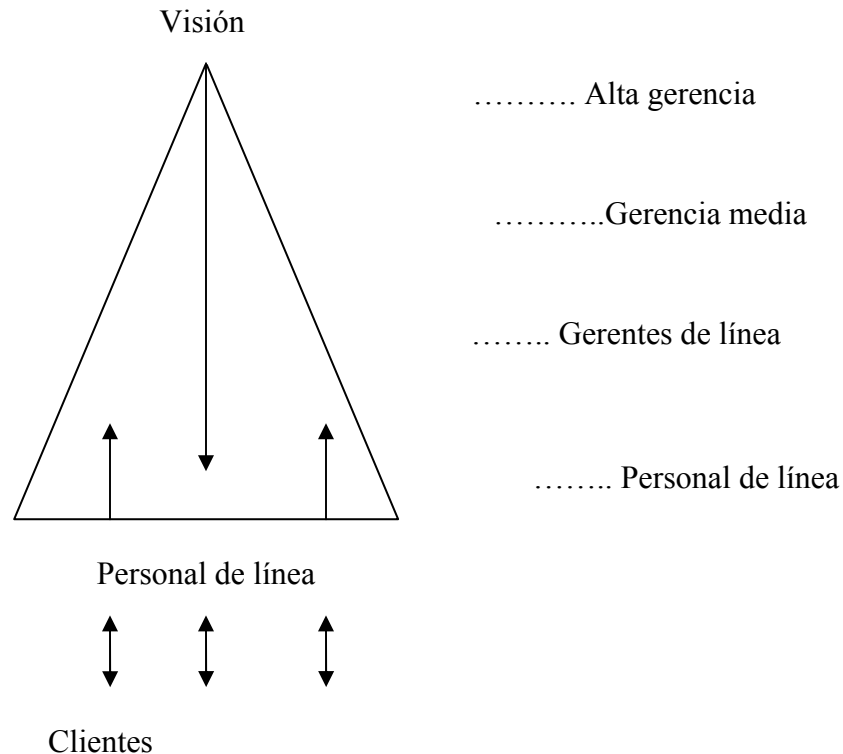 Visión
………. Alta gerencia
………..Gerencia media
…….. Gerentes de línea
…….. Personal de línea
Personal de línea
Clientes